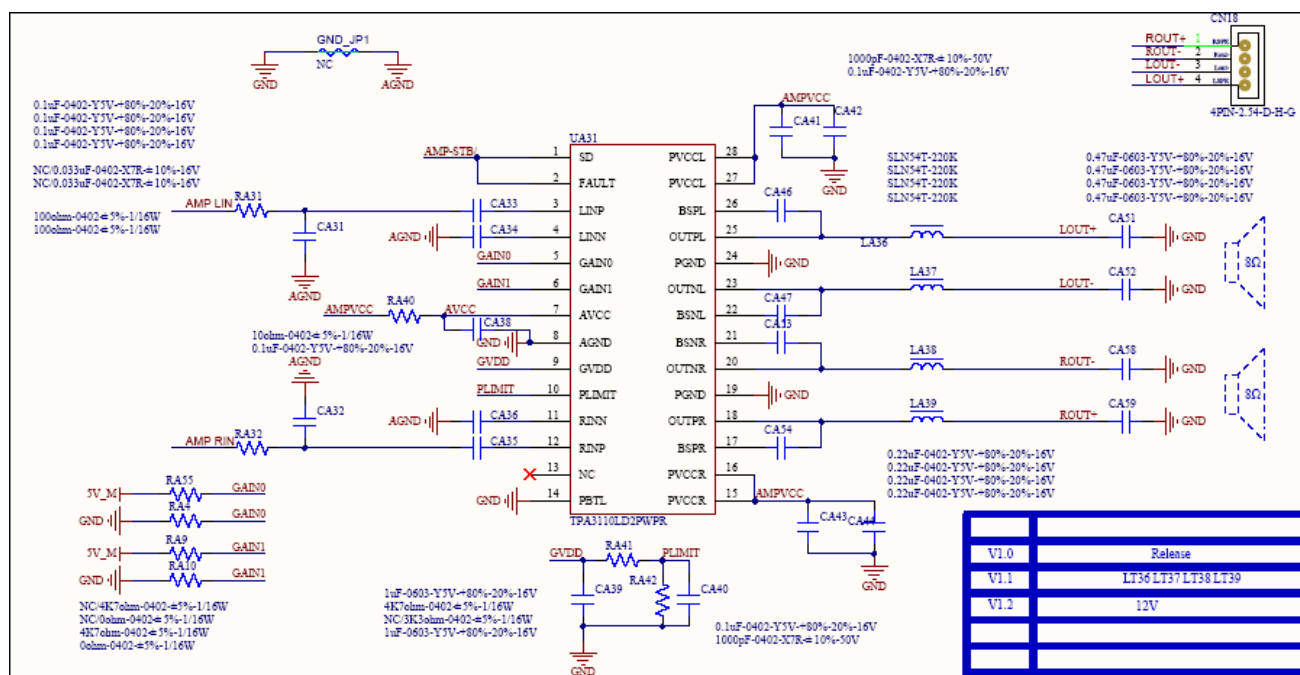 GND_JP1
NC
GND
AGND
CN18
ROUT+ 1
ROUT- 2
LOUT- 3
LOUT+ 4
4PIN-2.54-D-H-G
1000pF-0402-X7R-±10%-50V
0.1uF-0402-Y5V-+80%-20%-16V
0.1uF-0402-Y5V-+80%-20%-16V
0.1uF-0402-Y5V-+80%-20%-16V
0.1uF-0402-Y5V-+80%-20%-16V
0.1uF-0402-Y5V-+80%-20%-16V
NC/0.033uF-0402-X7R-±10%-16V
NC/0.033uF-0402-X7R-±10%-16V
100ohm-0402-±5%-1/16W
100ohm-0402-±5%-1/16W
AMPVCC
CA41
CA42
GND
UA31
AMP-STB/
1 SD
2 FAULT
3 LINP
4 LINN
5 GAIN0
6 GAIN1
7 AVCC
8 AGND
9 GVDD
10 PLIMIT
11 RINN
12 RINP
13 NC
14 PBTL
PVCCL 28
PVCCL 27
BSPL 26
OUTPL 25
PGND 24
OUTNL 23
BSNL 22
BSNR 21
OUTNR 20
PGND 19
OUTPR 18
BSPR 17
PVCCR 16
PVCCR 15
TPA3110LD2PWPR
AMP LIN
RA31
CA31
AGND
CA33
AGND
CA34
GAIN0
GAIN1
AMPVCC
RA40
AVCC
CA38
GND
10ohm-0402-±5%-1/16W
0.1uF-0402-Y5V-+80%-20%-16V
AGND
GVDD
PLIMIT
CA32
AGND
CA36
AMP RIN
RA32
CA35
GND
SLN54T-220K
SLN54T-220K
SLN54T-220K
SLN54T-220K
0.47uF-0603-Y5V-+80%-20%-16V
0.47uF-0603-Y5V-+80%-20%-16V
0.47uF-0603-Y5V-+80%-20%-16V
0.47uF-0603-Y5V-+80%-20%-16V
CA46
LA36
LOUT+
CA51
GND
8Ω
GND
LA37
LOUT-
CA52
GND
CA47
CA53
LA38
ROUT-
CA58
GND
8Ω
GND
LA39
ROUT+
CA59
GND
CA54
0.22uF-0402-Y5V-+80%-20%-16V
0.22uF-0402-Y5V-+80%-20%-16V
0.22uF-0402-Y5V-+80%-20%-16V
0.22uF-0402-Y5V-+80%-20%-16V
AMPVCC
CA43
CA44
GND
5V_M
RA55
GAIN0
GND
RA4
GAIN0
5V_M
RA9
GAIN1
GND
RA10
GAIN1
NC/4K7ohm-0402-±5%-1/16W
NC/0ohm-0402-±5%-1/16W
4K7ohm-0402-±5%-1/16W
0ohm-0402-±5%-1/16W
GVDD
RA41
PLIMIT
CA39
RA42
CA40
GND
1uF-0603-Y5V-+80%-20%-16V
4K7ohm-0402-±5%-1/16W
NC/3K3ohm-0402-±5%-1/16W
1uF-0603-Y5V-+80%-20%-16V
0.1uF-0402-Y5V-+80%-20%-16V
1000pF-0402-X7R-±10%-50V
V1.0 Release
V1.1 LT36 LT37 LT38 LT39
V1.2 12V